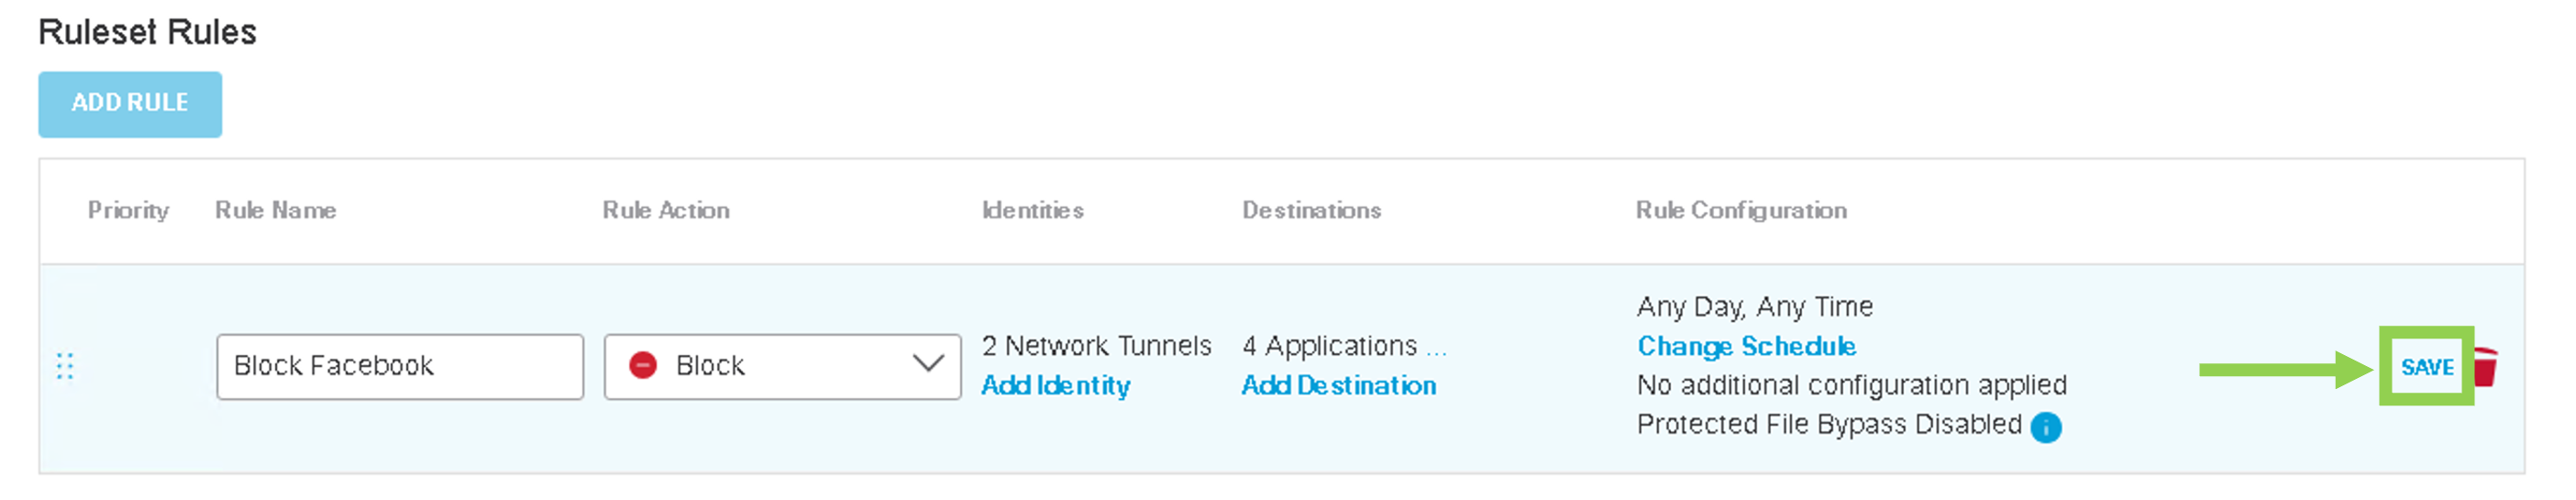 Ruleset Rules
ADD RULE
Priority Rule Name Rule Action Identities Destinations Rule Configuration
Block Facebook Block
2 Network Tunnels
Add Identity
4 Applications ...
Add Destination
Any Day, Any Time
Change Schedule
No additional configuration applied
Protected File Bypass Disabled i
SAVE